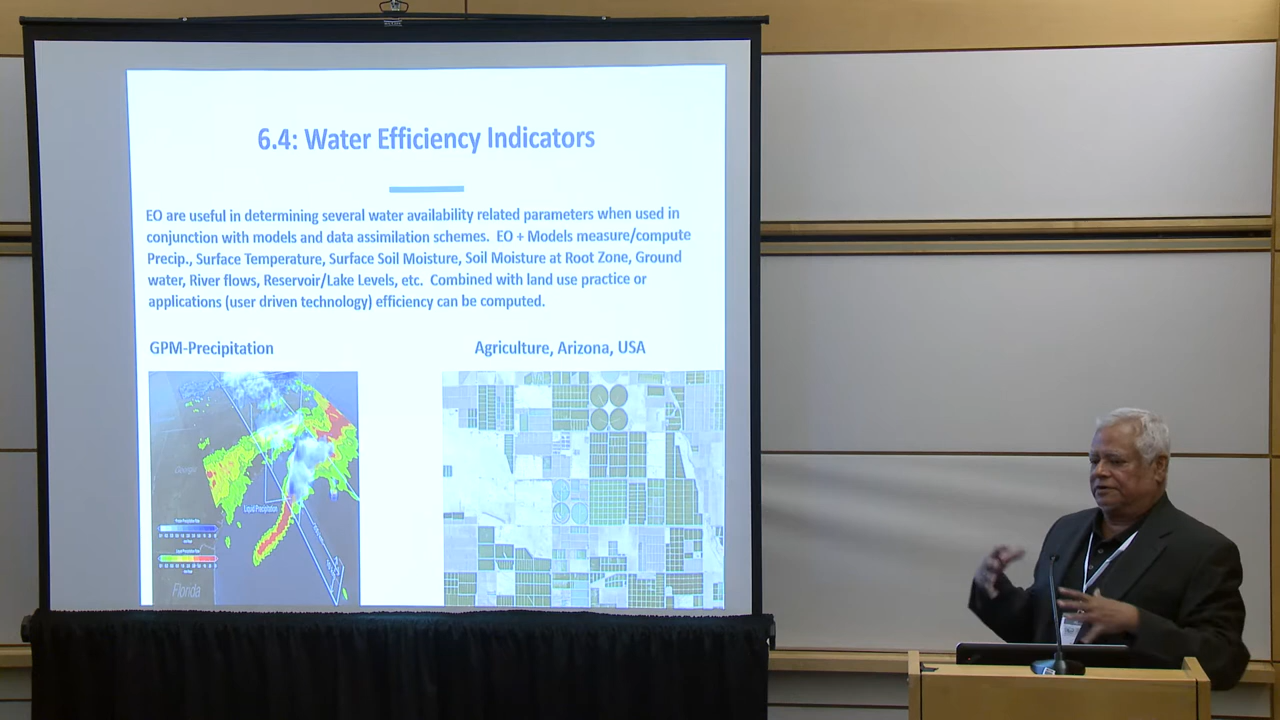 6.4: Water Efficiency Indicators
EO are useful in determining several water availability related parameters when used in
conjunction with models and data assimilation schemes. EO + Models measure/compute
Precip., Surface Temperature, Surface Soil Moisture, Soil Moisture at Root Zone, Ground
water, River flows, Reservoir/Lake Levels, etc. Combined with land use practice or
applications (user driven technology) efficiency can be computed.
GPM-Precipitation
Agriculture, Arizona, USA
Georgia
Liquid Precipitation
Florida